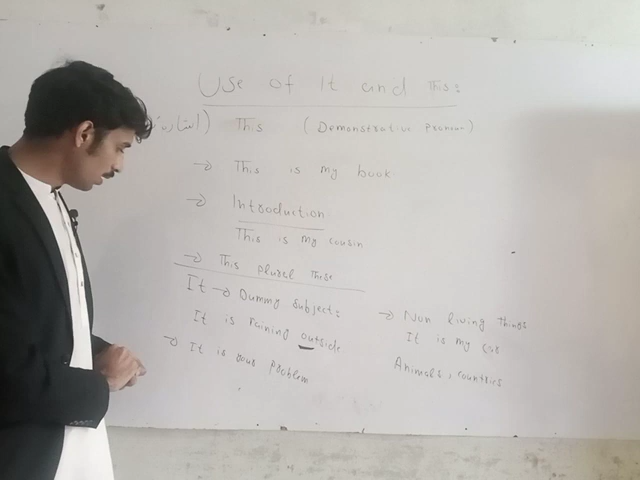 Use of It and This:
This (Demonstrative Pronoun)
→ This is my book
→ Introduction
This is my cousin
→ This plural These
It → Dummy subject:
It is raining outside
→ It is your problem
→ Non living things
It is my car
Animals, countries